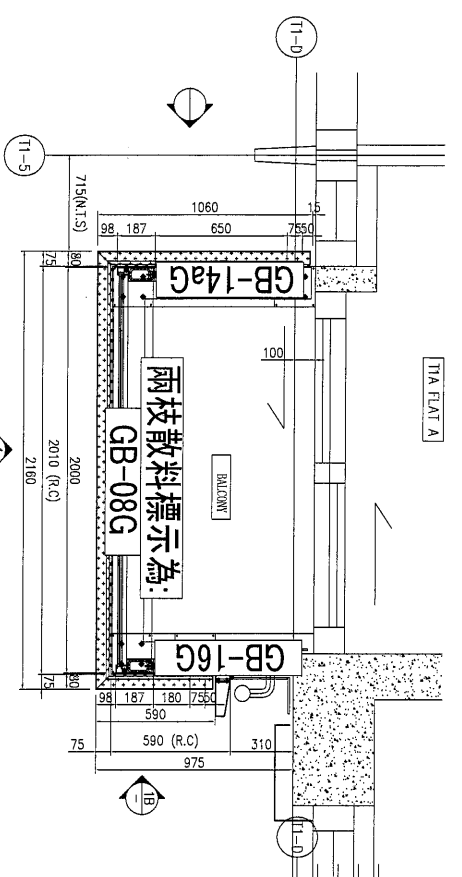 T1-D
T1-5
715(N.T.S)
1060
15
98
187
650
75
50
80
75
GB-14aG
100
T1A FLAT A
兩枝散料標示為:
GB-08G
BALCONY
2000
2010 (R.C)
2160
GB-16G
80
75
98
187
180
75
50
590
75
590 (R.C)
310
975
1B
-
T1-D